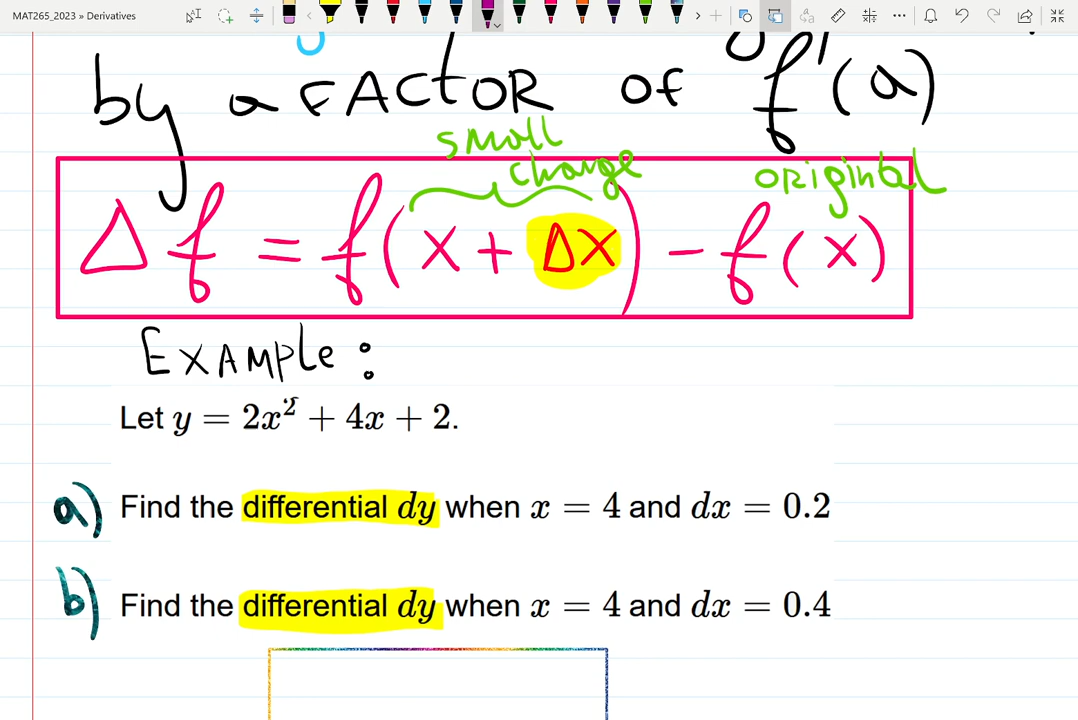 MAT265_2023 » Derivatives
by a FACTOR of f'(a)
small
change
origintal
Δf = f(x + Δx) - f(x)
EXAMPLE:
Let y = 2x² + 4x + 2.
a) Find the differential dy when x = 4 and dx = 0.2
b) Find the differential dy when x = 4 and dx = 0.4